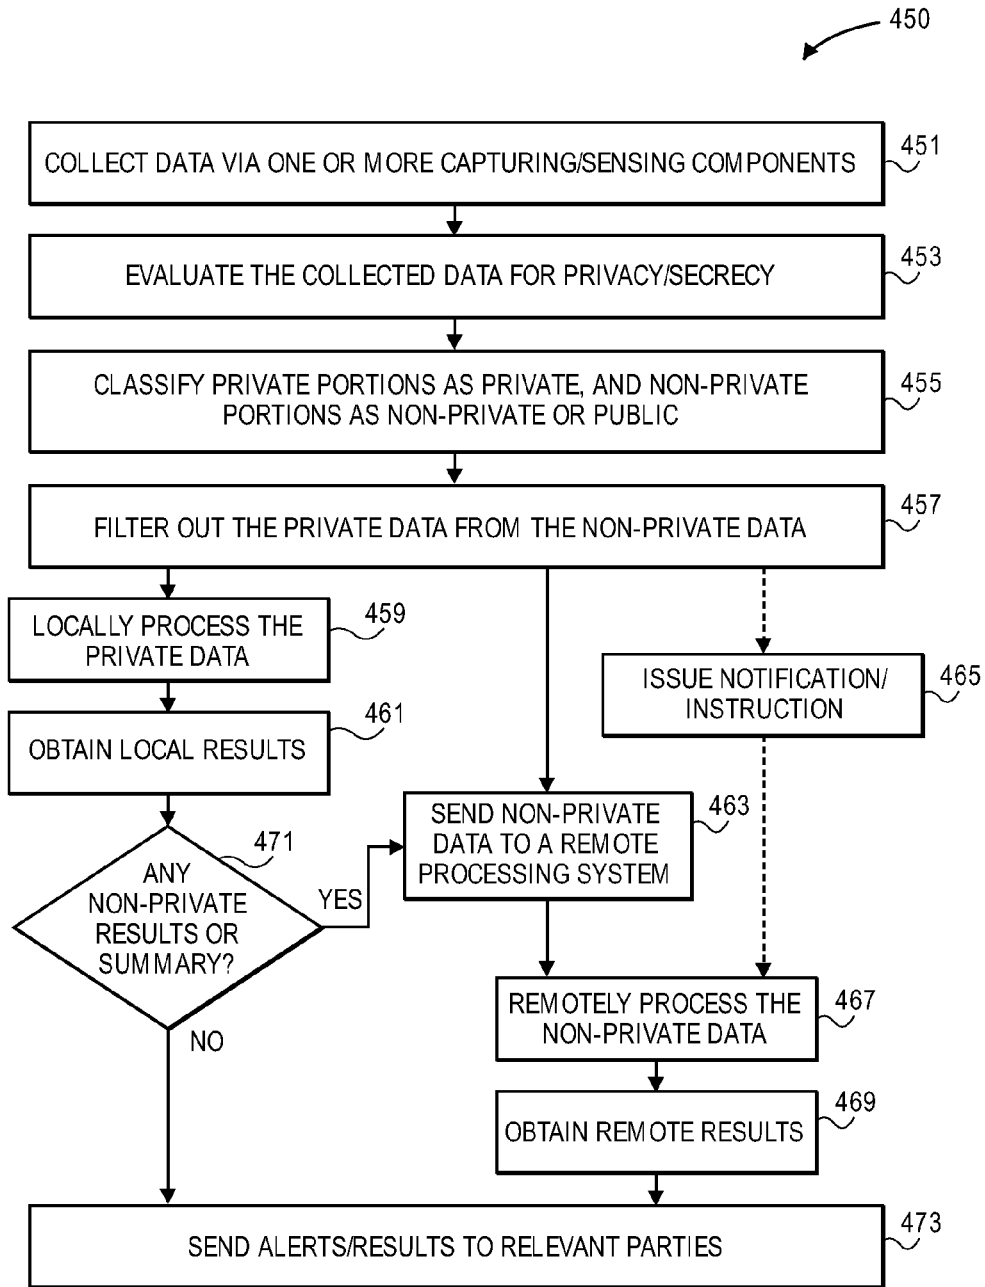 450
COLLECT DATA VIA ONE OR MORE CAPTURING/SENSING COMPONENTS
451
EVALUATE THE COLLECTED DATA FOR PRIVACY/SECRECY
453
CLASSIFY PRIVATE PORTIONS AS PRIVATE, AND NON-PRIVATE
PORTIONS AS NON-PRIVATE OR PUBLIC
455
FILTER OUT THE PRIVATE DATA FROM THE NON-PRIVATE DATA
457
LOCALLY PROCESS THE
PRIVATE DATA
459
ISSUE NOTIFICATION/
INSTRUCTION
465
OBTAIN LOCAL RESULTS
461
SEND NON-PRIVATE
DATA TO A REMOTE
PROCESSING SYSTEM
463
ANY
NON-PRIVATE
RESULTS OR
SUMMARY?
471
YES
NO
REMOTELY PROCESS THE
NON-PRIVATE DATA
467
OBTAIN REMOTE RESULTS
469
SEND ALERTS/RESULTS TO RELEVANT PARTIES
473